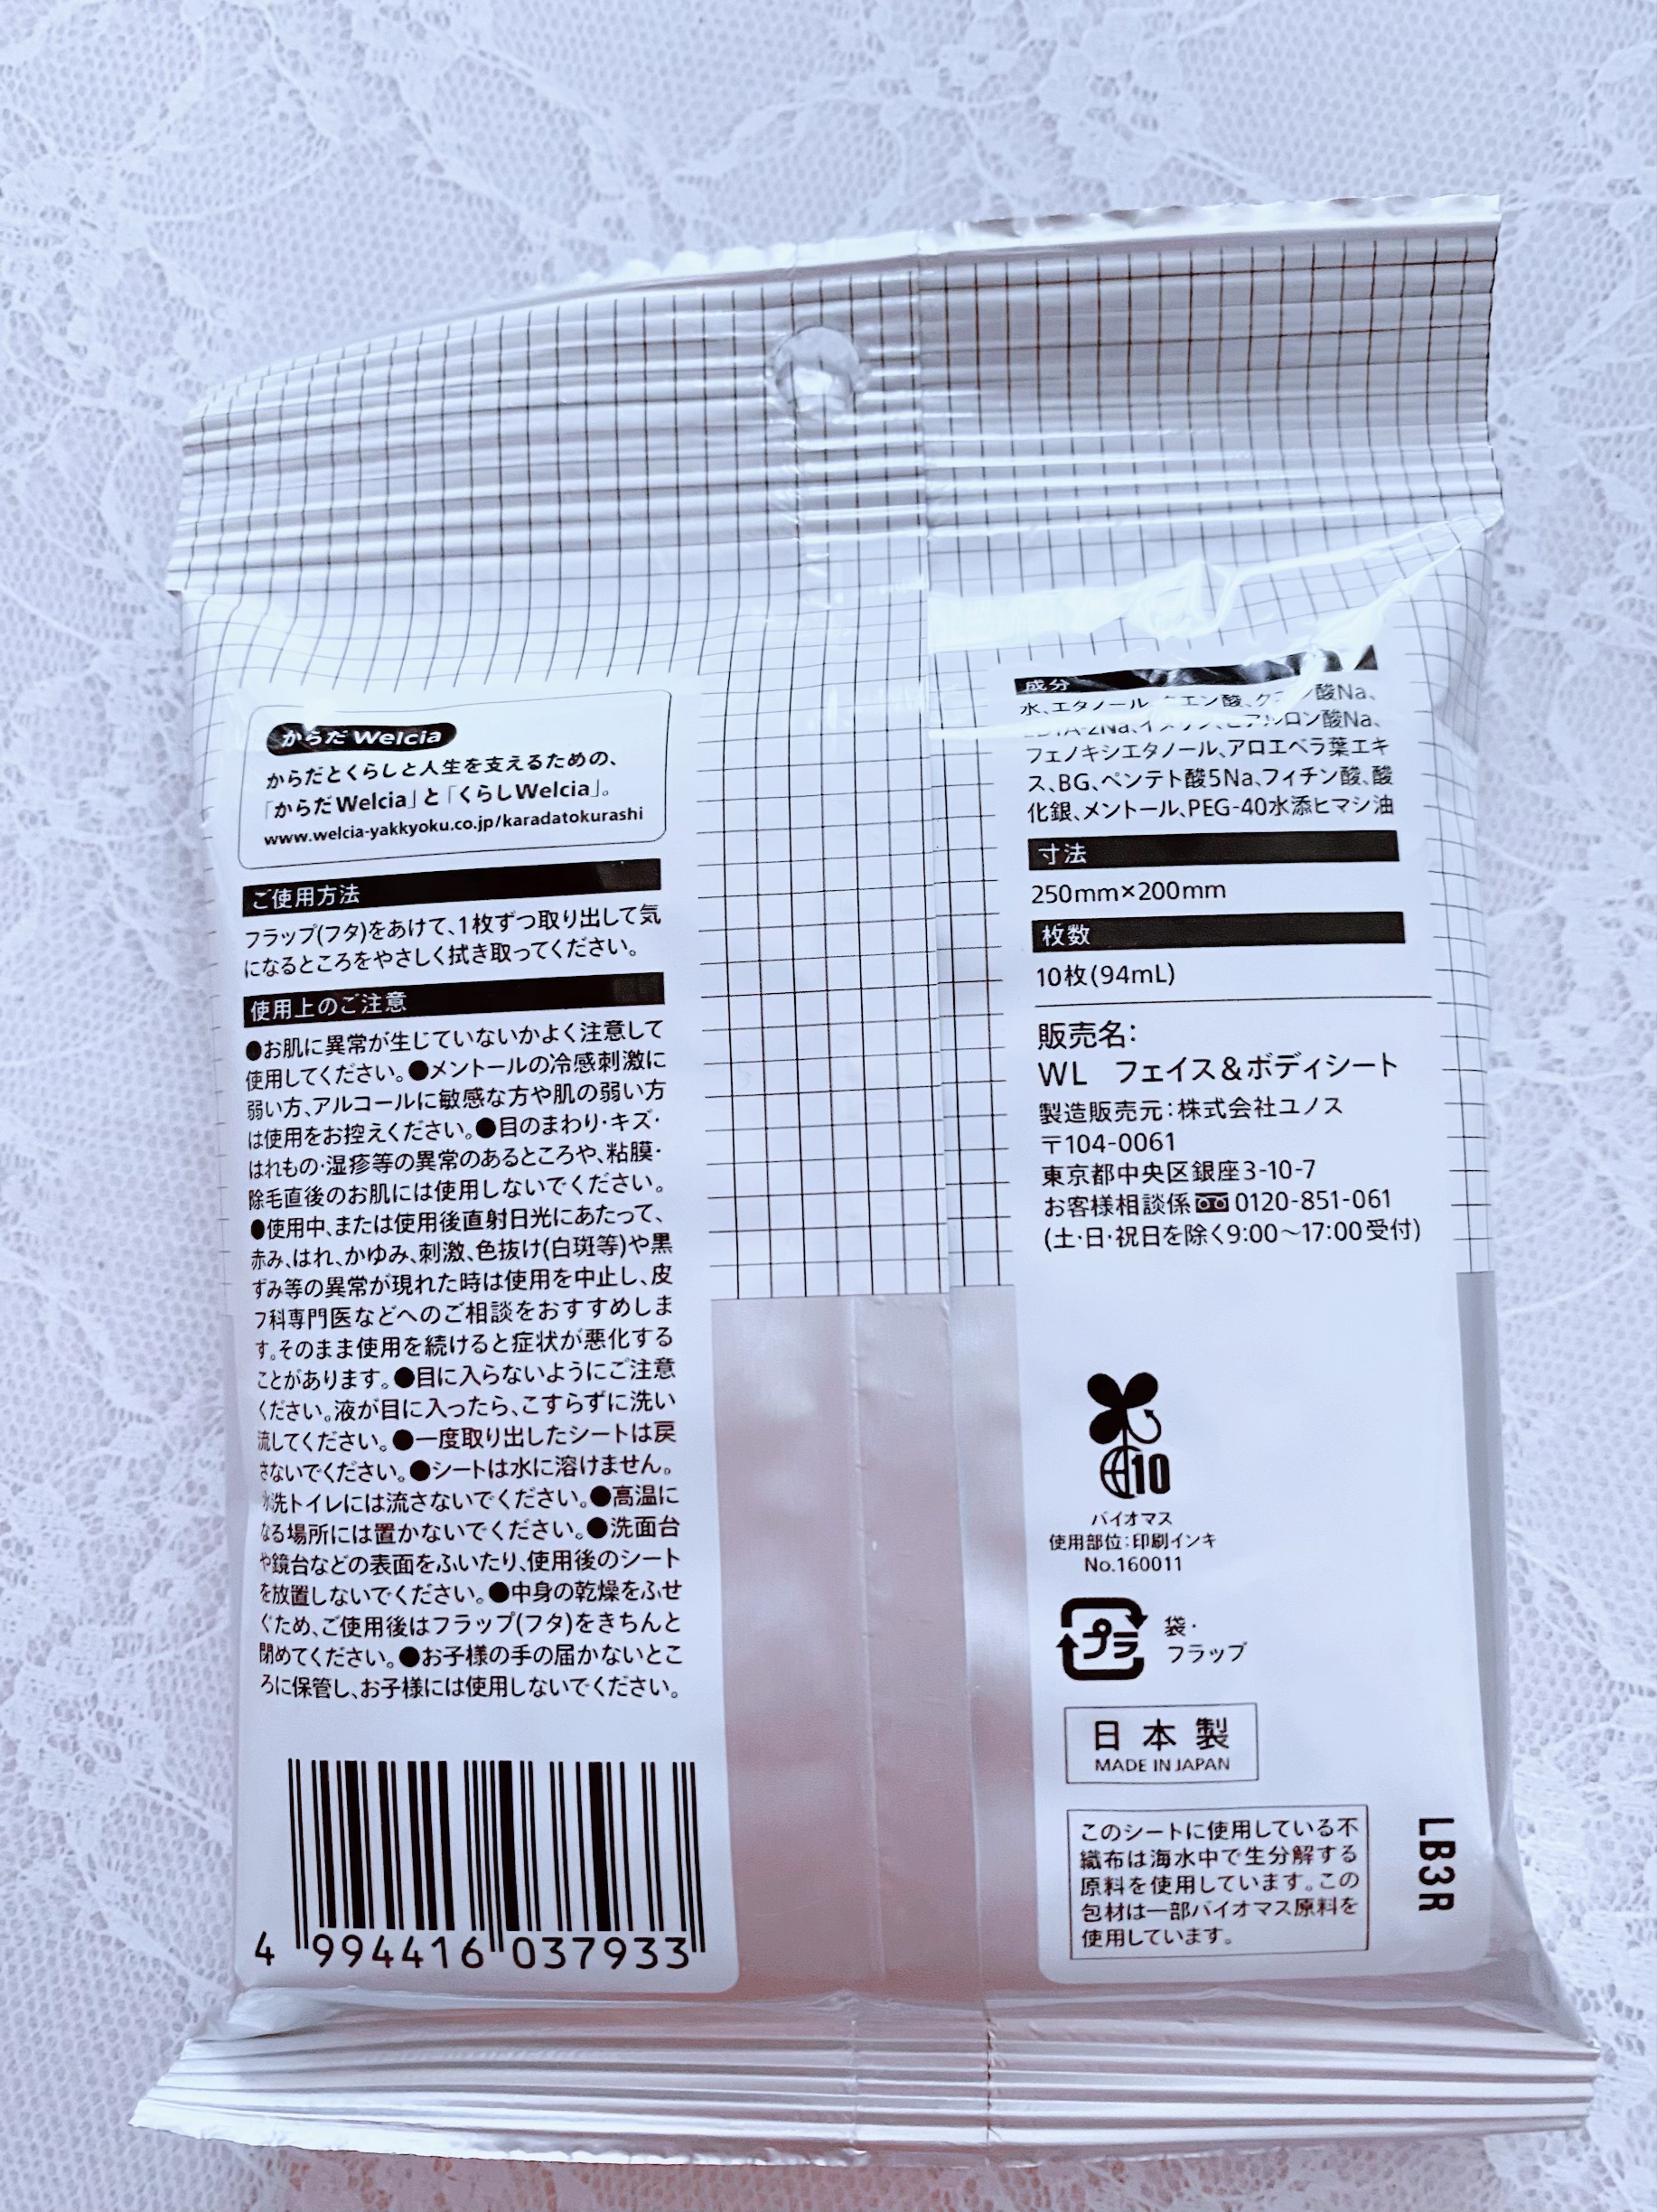 からだWelcia
からだとくらしと人生を支えるための、
「からだWelcia」と「くらしWelcia」。
www.welcia-yakkyoku.co.jp/karadatokurashi
ご使用方法
フラップ(フタ)をあけて、1枚ずつ取り出して気
になるところをやさしく拭き取ってください。
使用上のご注意
●お肌に異常が生じていないかよく注意して
使用してください。●メントールの冷感刺激に
弱い方、アルコールに敏感な方や肌の弱い方
は使用をお控えください。●目のまわり・キズ・
はれもの・湿疹等の異常のあるところや、粘膜・
除毛直後のお肌には使用しないでください。
●使用中、または使用後直射日光にあたって、
赤み、はれ、かゆみ、刺激、色抜け(白斑等)や黒
ずみ等の異常が現れた時は使用を中止し、皮
フ科専門医などへのご相談をおすすめしま
す。そのまま使用を続けると症状が悪化する
ことがあります。●目に入らないようにご注意
ください。液が目に入ったら、こすらずに洗い
流してください。●一度取り出したシートは戻
さないでください。●シートは水に溶けません。
水洗トイレには流さないでください。●高温に
なる場所には置かないでください。●洗面台
や鏡台などの表面をふいたり、使用後のシート
を放置しないでください。●中身の乾燥をふせ
ぐため、ご使用後はフラップ(フタ)をきちんと
閉めてください。●お子様の手の届かないとこ
ろに保管し、お子様には使用しないでください。
4 994416 037933
成分
水、エタノール、クエン酸、酸Na、
ヒアルロン酸Na、
フェノキシエタノール、アロエベラ葉エキ
ス、BG、ペンテト酸5Na、フィチン酸、酸
化銀、メントール、PEG-40水添ヒマシ油
寸法
250mm×200mm
枚数
10枚(94mL)
販売名:
WL フェイス&ボディシート
製造販売元:株式会社ユノス
〒104-0061
東京都中央区銀座3-10-7
お客様相談係 0120-851-061
(土・日・祝日を除く9:00～17:00受付)
10
バイオマス
使用部位:印刷インキ
No.160011
プラ
袋・
フラップ
日本製
MADE IN JAPAN
このシートに使用している不
織布は海水中で生分解する
原料を使用しています。この
包材は一部バイオマス原料を
使用しています。
LB3R